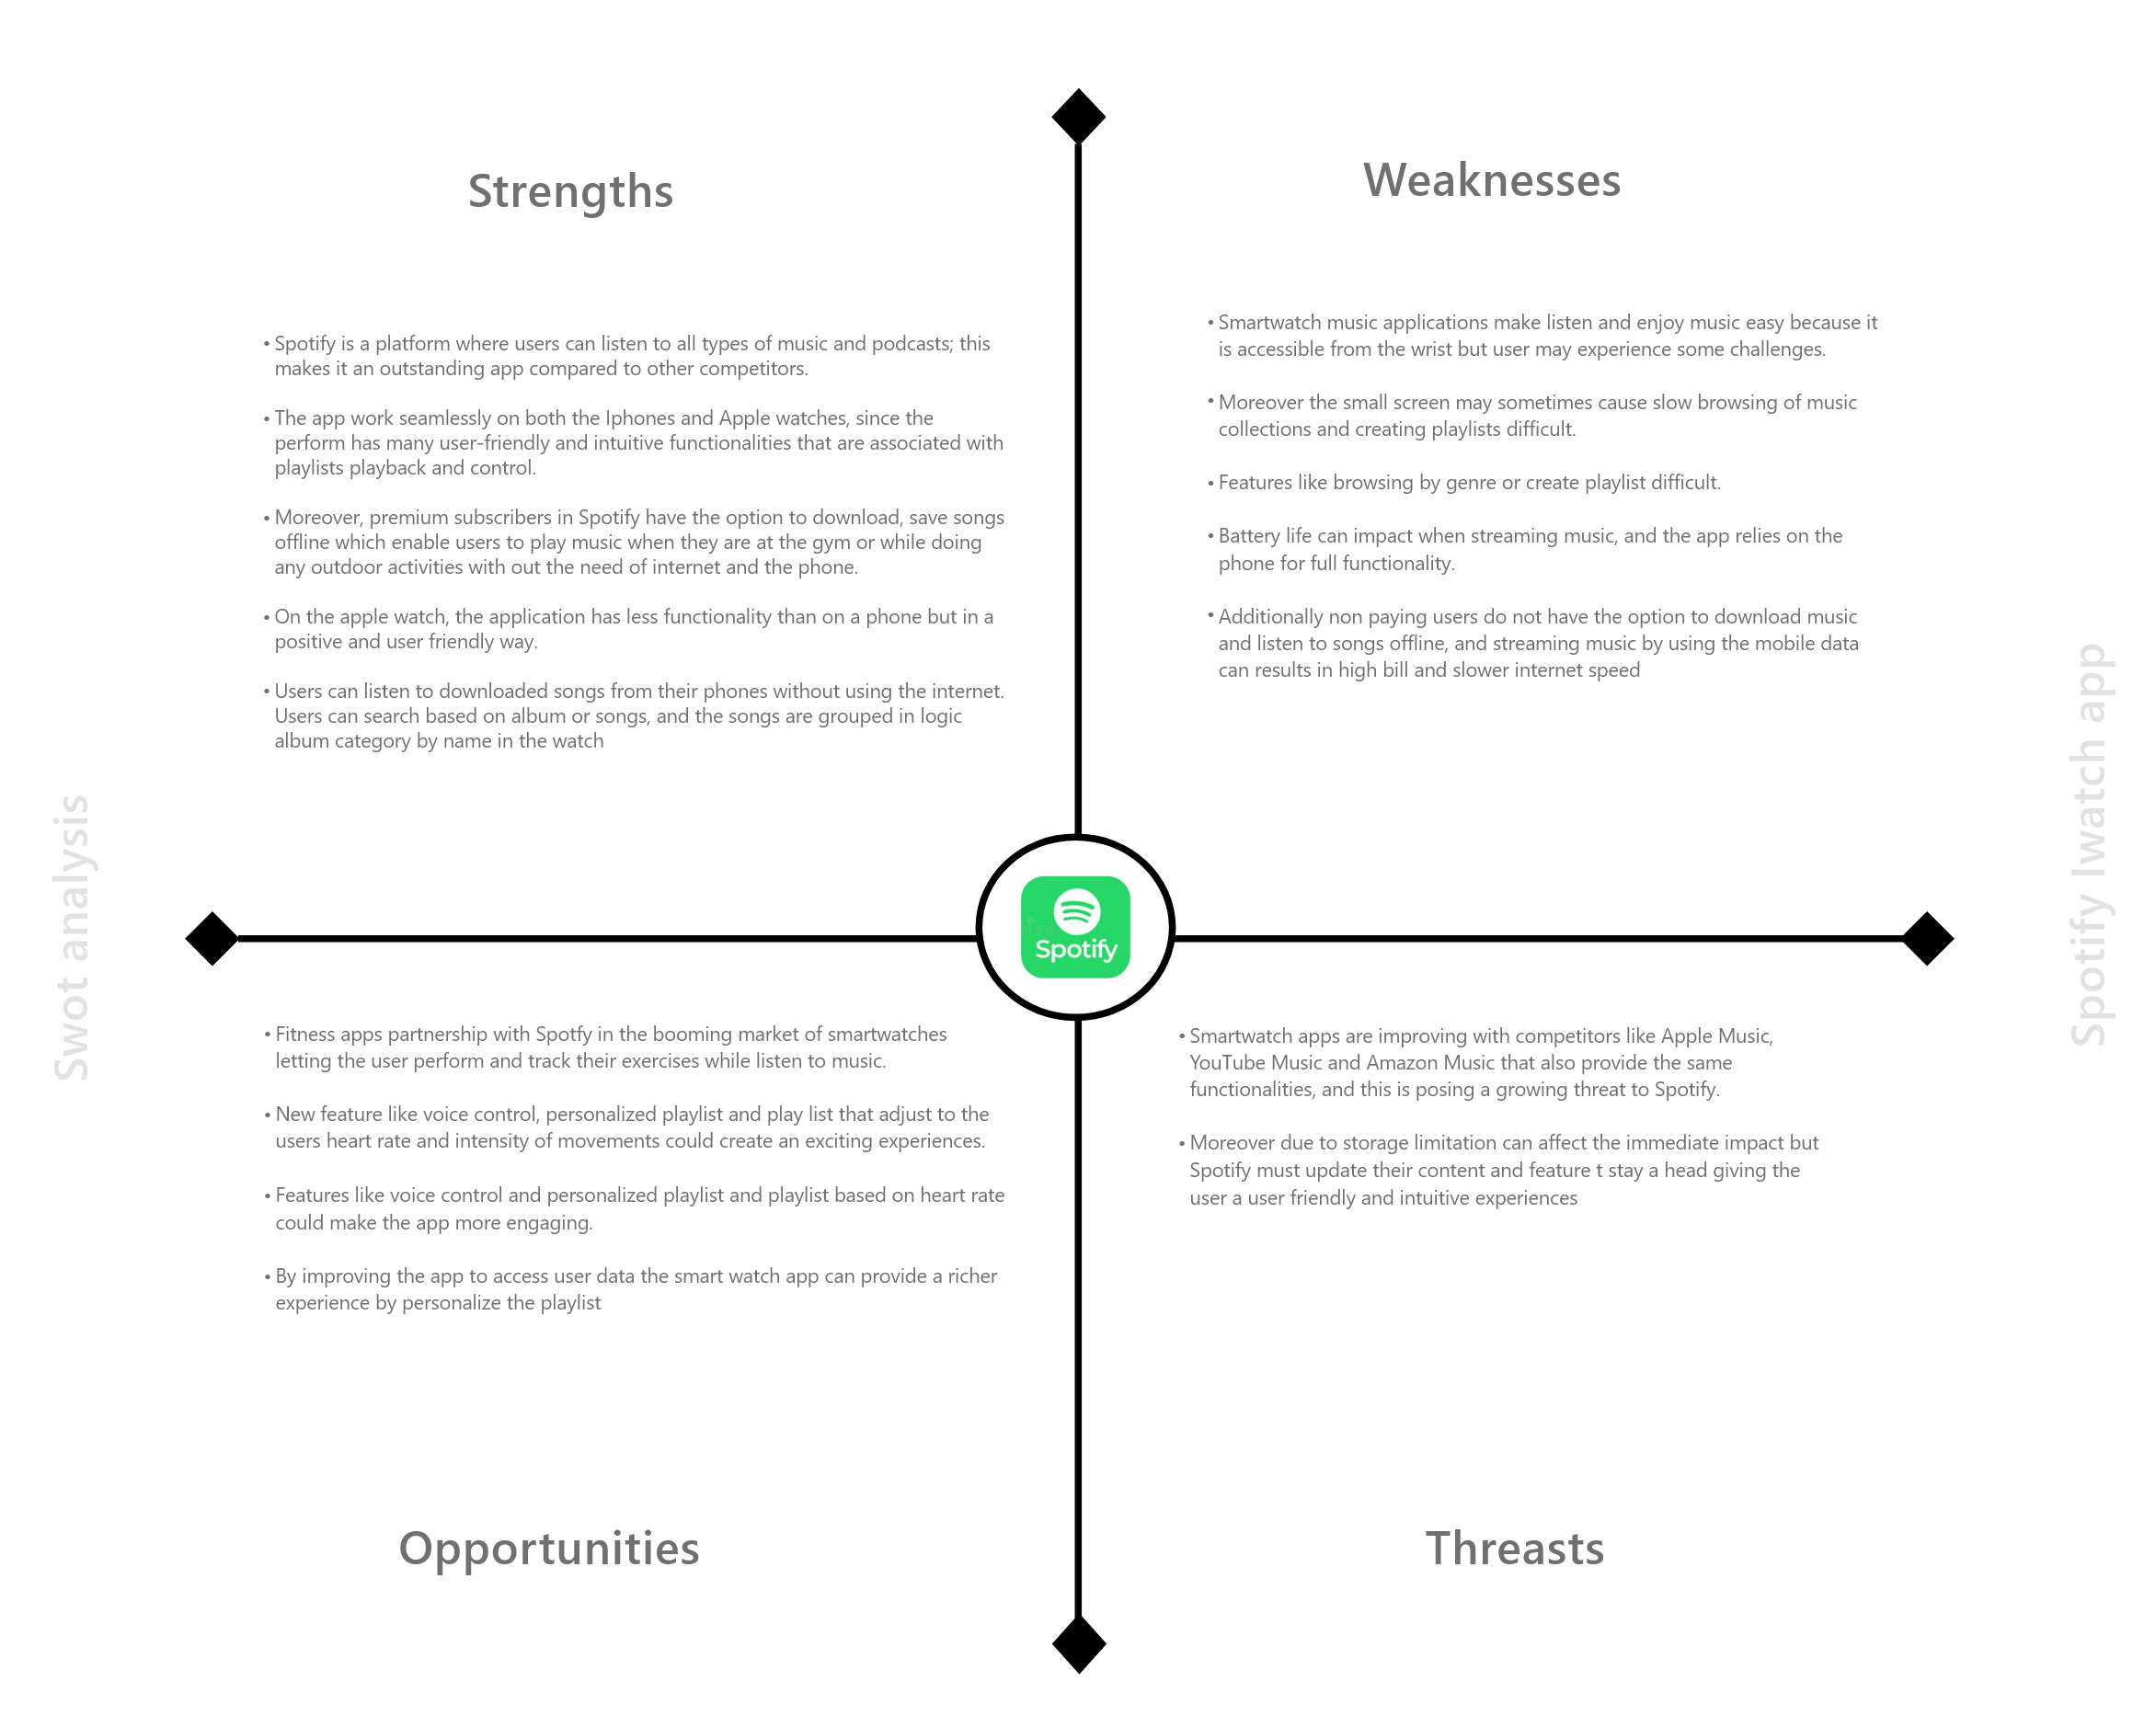 Strengths
• Spotify is a platform where users can listen to all types of music and podcasts; this
makes it an outstanding app compared to other competitors.
• The app work seamlessly on both the Iphones and Apple watches, since the
perform has many user-friendly and intuitive functionalities that are associated with
playlists playback and control.
• Moreover, premium subscribers in Spotify have the option to download, save songs
offline which enable users to play music when they are at the gym or while doing
any outdoor activities with out the need of internet and the phone.
• On the apple watch, the application has less functionality than on a phone but in a
positive and user friendly way.
• Users can listen to downloaded songs from their phones without using the internet.
Users can search based on album or songs, and the songs are grouped in logic
album category by name in the watch
Weaknesses
• Smartwatch music applications make listen and enjoy music easy because it
is accessible from the wrist but user may experience some challenges.
• Moreover the small screen may sometimes cause slow browsing of music
collections and creating playlists difficult.
• Features like browsing by genre or create playlist difficult.
• Battery life can impact when streaming music, and the app relies on the
phone for full functionality.
• Additionally non paying users do not have the option to download music
and listen to songs offline, and streaming music by using the mobile data
can results in high bill and slower internet speed
Swot analysis
Spotify
Spotify Iwatch app
• Fitness apps partnership with Spotfy in the booming market of smartwatches
letting the user perform and track their exercises while listen to music.
• New feature like voice control, personalized playlist and play list that adjust to the
users heart rate and intensity of movements could create an exciting experiences.
• Features like voice control and personalized playlist and playlist based on heart rate
could make the app more engaging.
• By improving the app to access user data the smart watch app can provide a richer
experience by personalize the playlist
Opportunities
• Smartwatch apps are improving with competitors like Apple Music,
YouTube Music and Amazon Music that also provide the same
functionalities, and this is posing a growing threat to Spotify.
• Moreover due to storage limitation can affect the immediate impact but
Spotify must update their content and feature t stay a head giving the
user a user friendly and intuitive experiences
Threasts